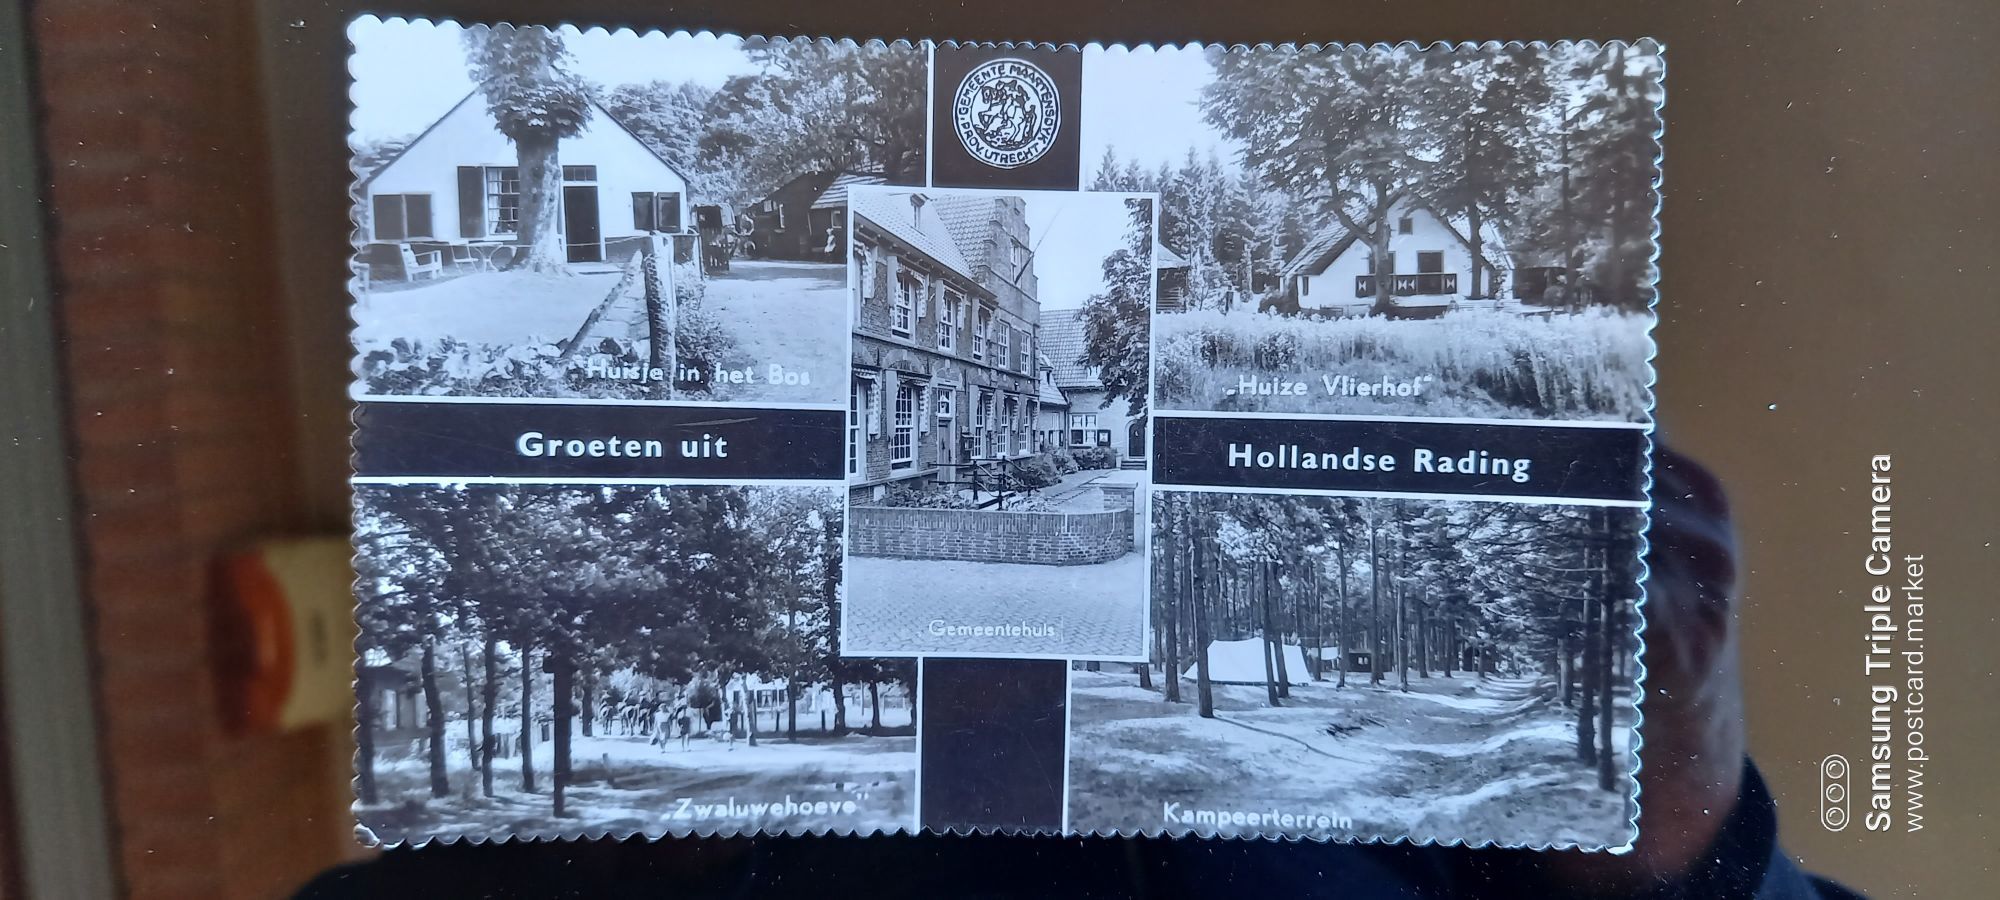 GEMEENTE MAARTENSDYK
PROV. UTRECHT
Huisje in het Bos
„Huize Vlierhof“
Groeten uit
Hollandse Rading
Gemeentehuis
„Zwaluwehoeve”
Kampeerterrein
Samsung Triple Camera
www.postcard.market